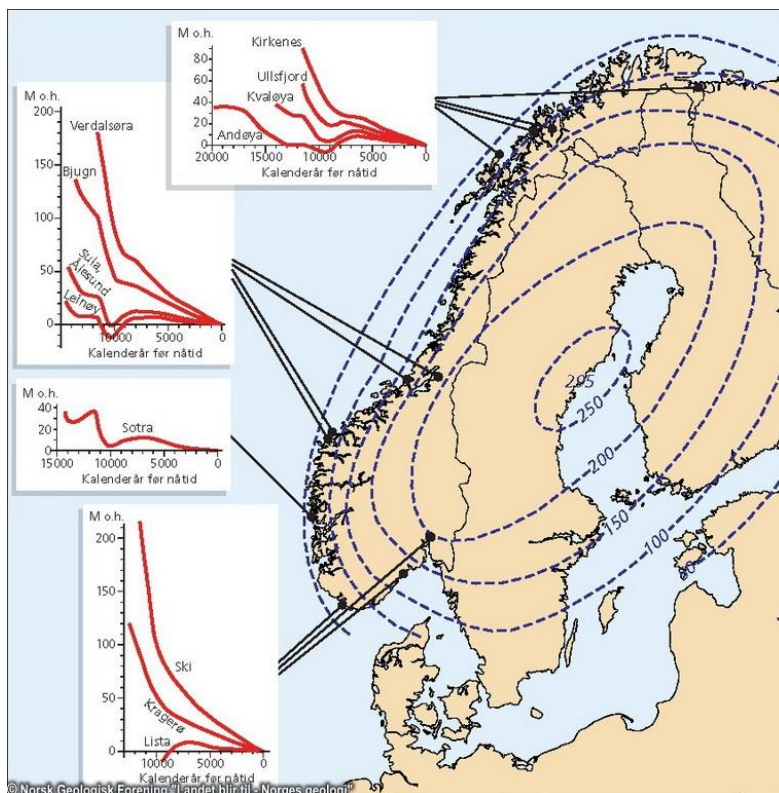 M o.h.
80
60
40
20
0
Kirkenes
Ullsfjord
Kvaløya
Andøya
20000 15000 10000 5000 0
Kalenderår før nåtid
M o.h.
200
150
100
50
0
Verdalsøra
Bjugn
Sula,
Ålesund
Leinøy
10000 5000 0
Kalenderår før nåtid
M o.h.
40
20
0
Sotra
15000 10000 5000 0
Kalenderår før nåtid
M o.h.
200
150
100
50
0
Ski
Kragerø
Lista
10000 5000 0
Kalenderår før nåtid
295
250
200
150
100
80
© Norsk Geologisk Forening "Landet blir til - Norges geologi"